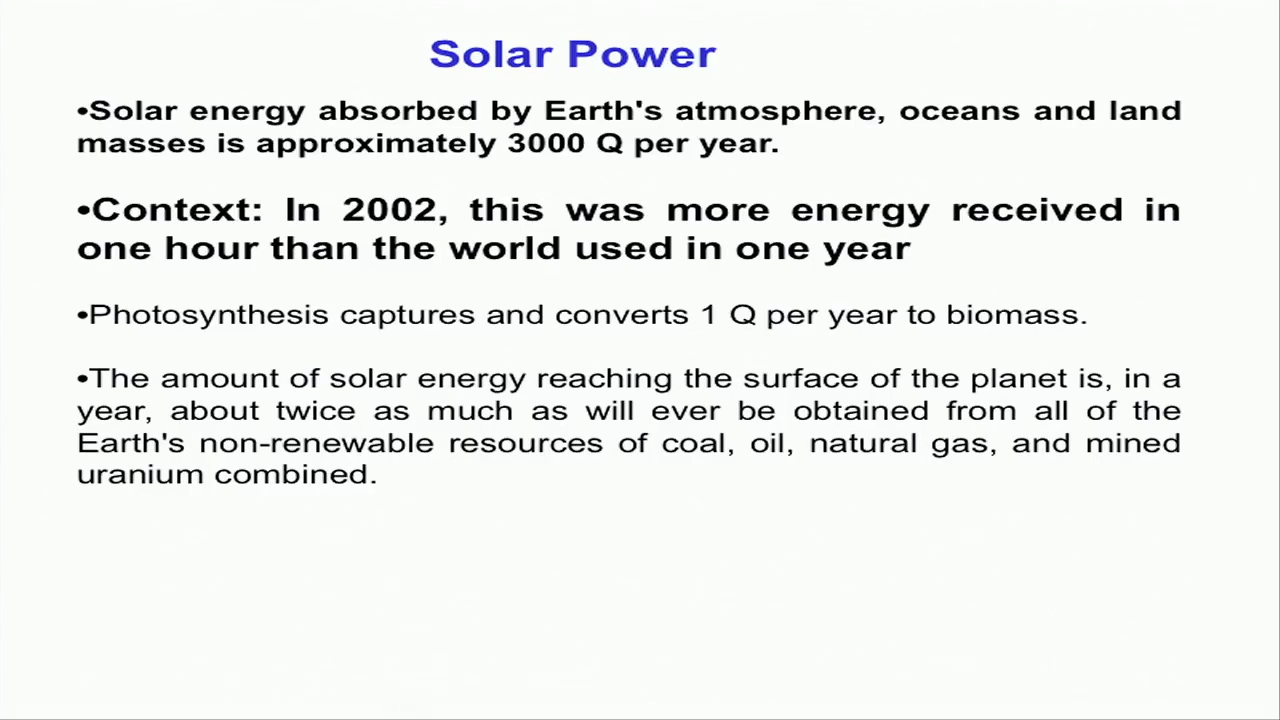 Solar Power
•Solar energy absorbed by Earth's atmosphere, oceans and land
masses is approximately 3000 Q per year.
•Context: In 2002, this was more energy received in
one hour than the world used in one year
•Photosynthesis captures and converts 1 Q per year to biomass.
•The amount of solar energy reaching the surface of the planet is, in a
year, about twice as much as will ever be obtained from all of the
Earth's non-renewable resources of coal, oil, natural gas, and mined
uranium combined.